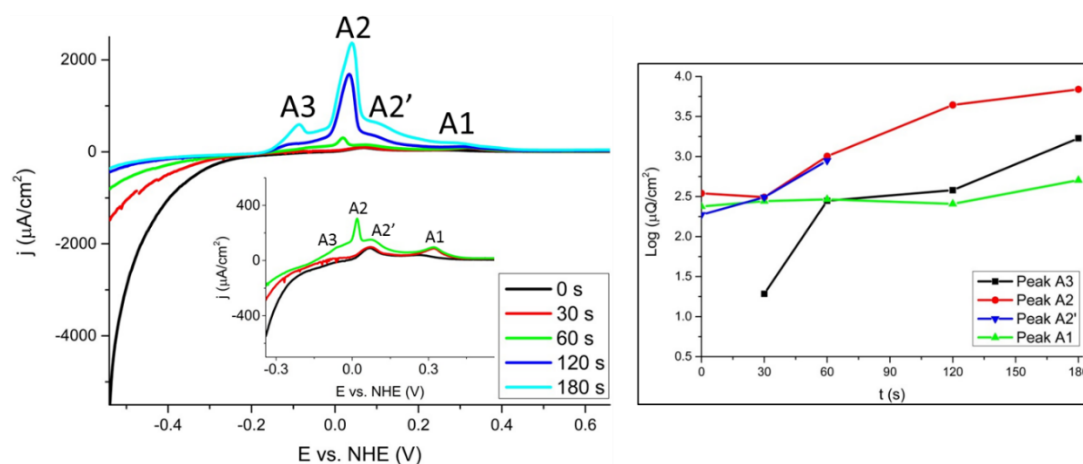 A2
A3
A2'
A1
2000
0
-2000
-4000
j (µA/cm²)
-0.4
-0.2
0.0
0.2
0.4
0.6
E vs. NHE (V)
A2
A3
A2'
A1
400
0
-400
j (µA/cm²)
-0.3
0.0
0.3
E vs. NHE (V)
0 s
30 s
60 s
120 s
180 s
4.0
3.5
3.0
2.5
2.0
1.5
1.0
0.5
Log (µQ/cm²)
0
30
60
90
120
150
180
t (s)
Peak A3
Peak A2
Peak A2'
Peak A1